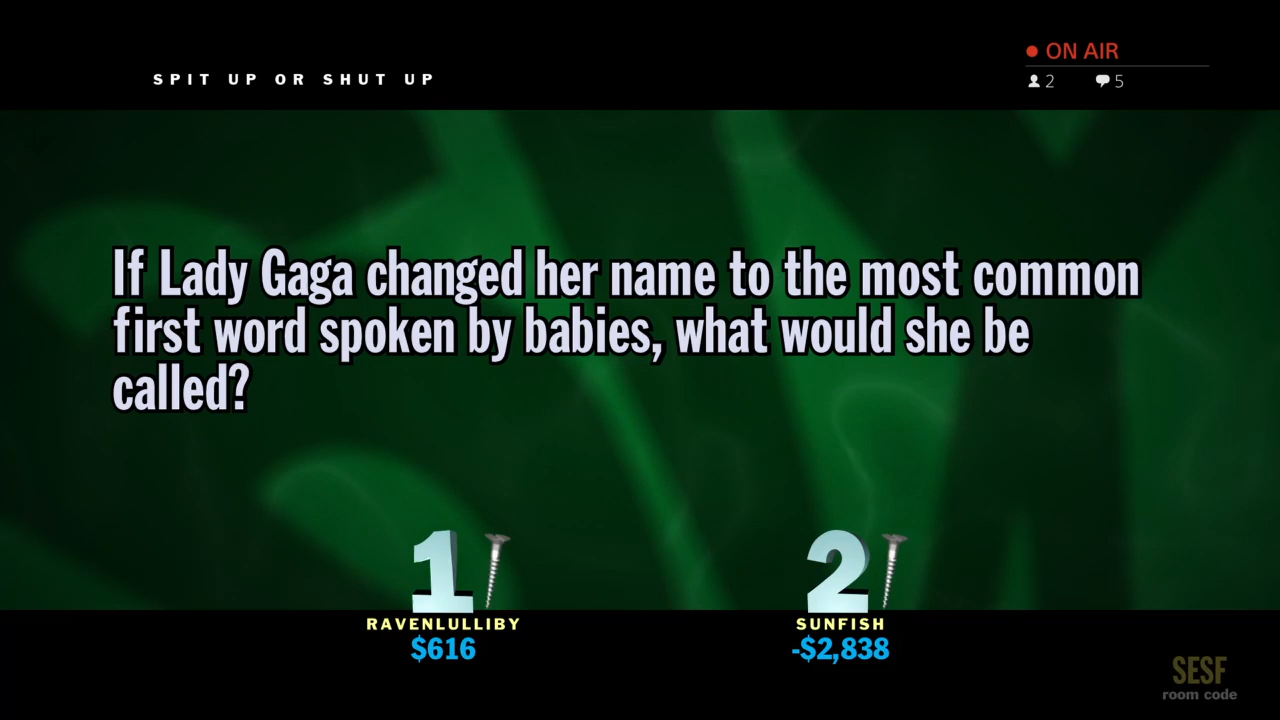 SPIT UP OR SHUT UP
ON AIR
2 5
If Lady Gaga changed her name to the most common
first word spoken by babies, what would she be
called?
1 2
RAVENLULLIBY SUNFISH
$616 -$2,838
SESF
room code